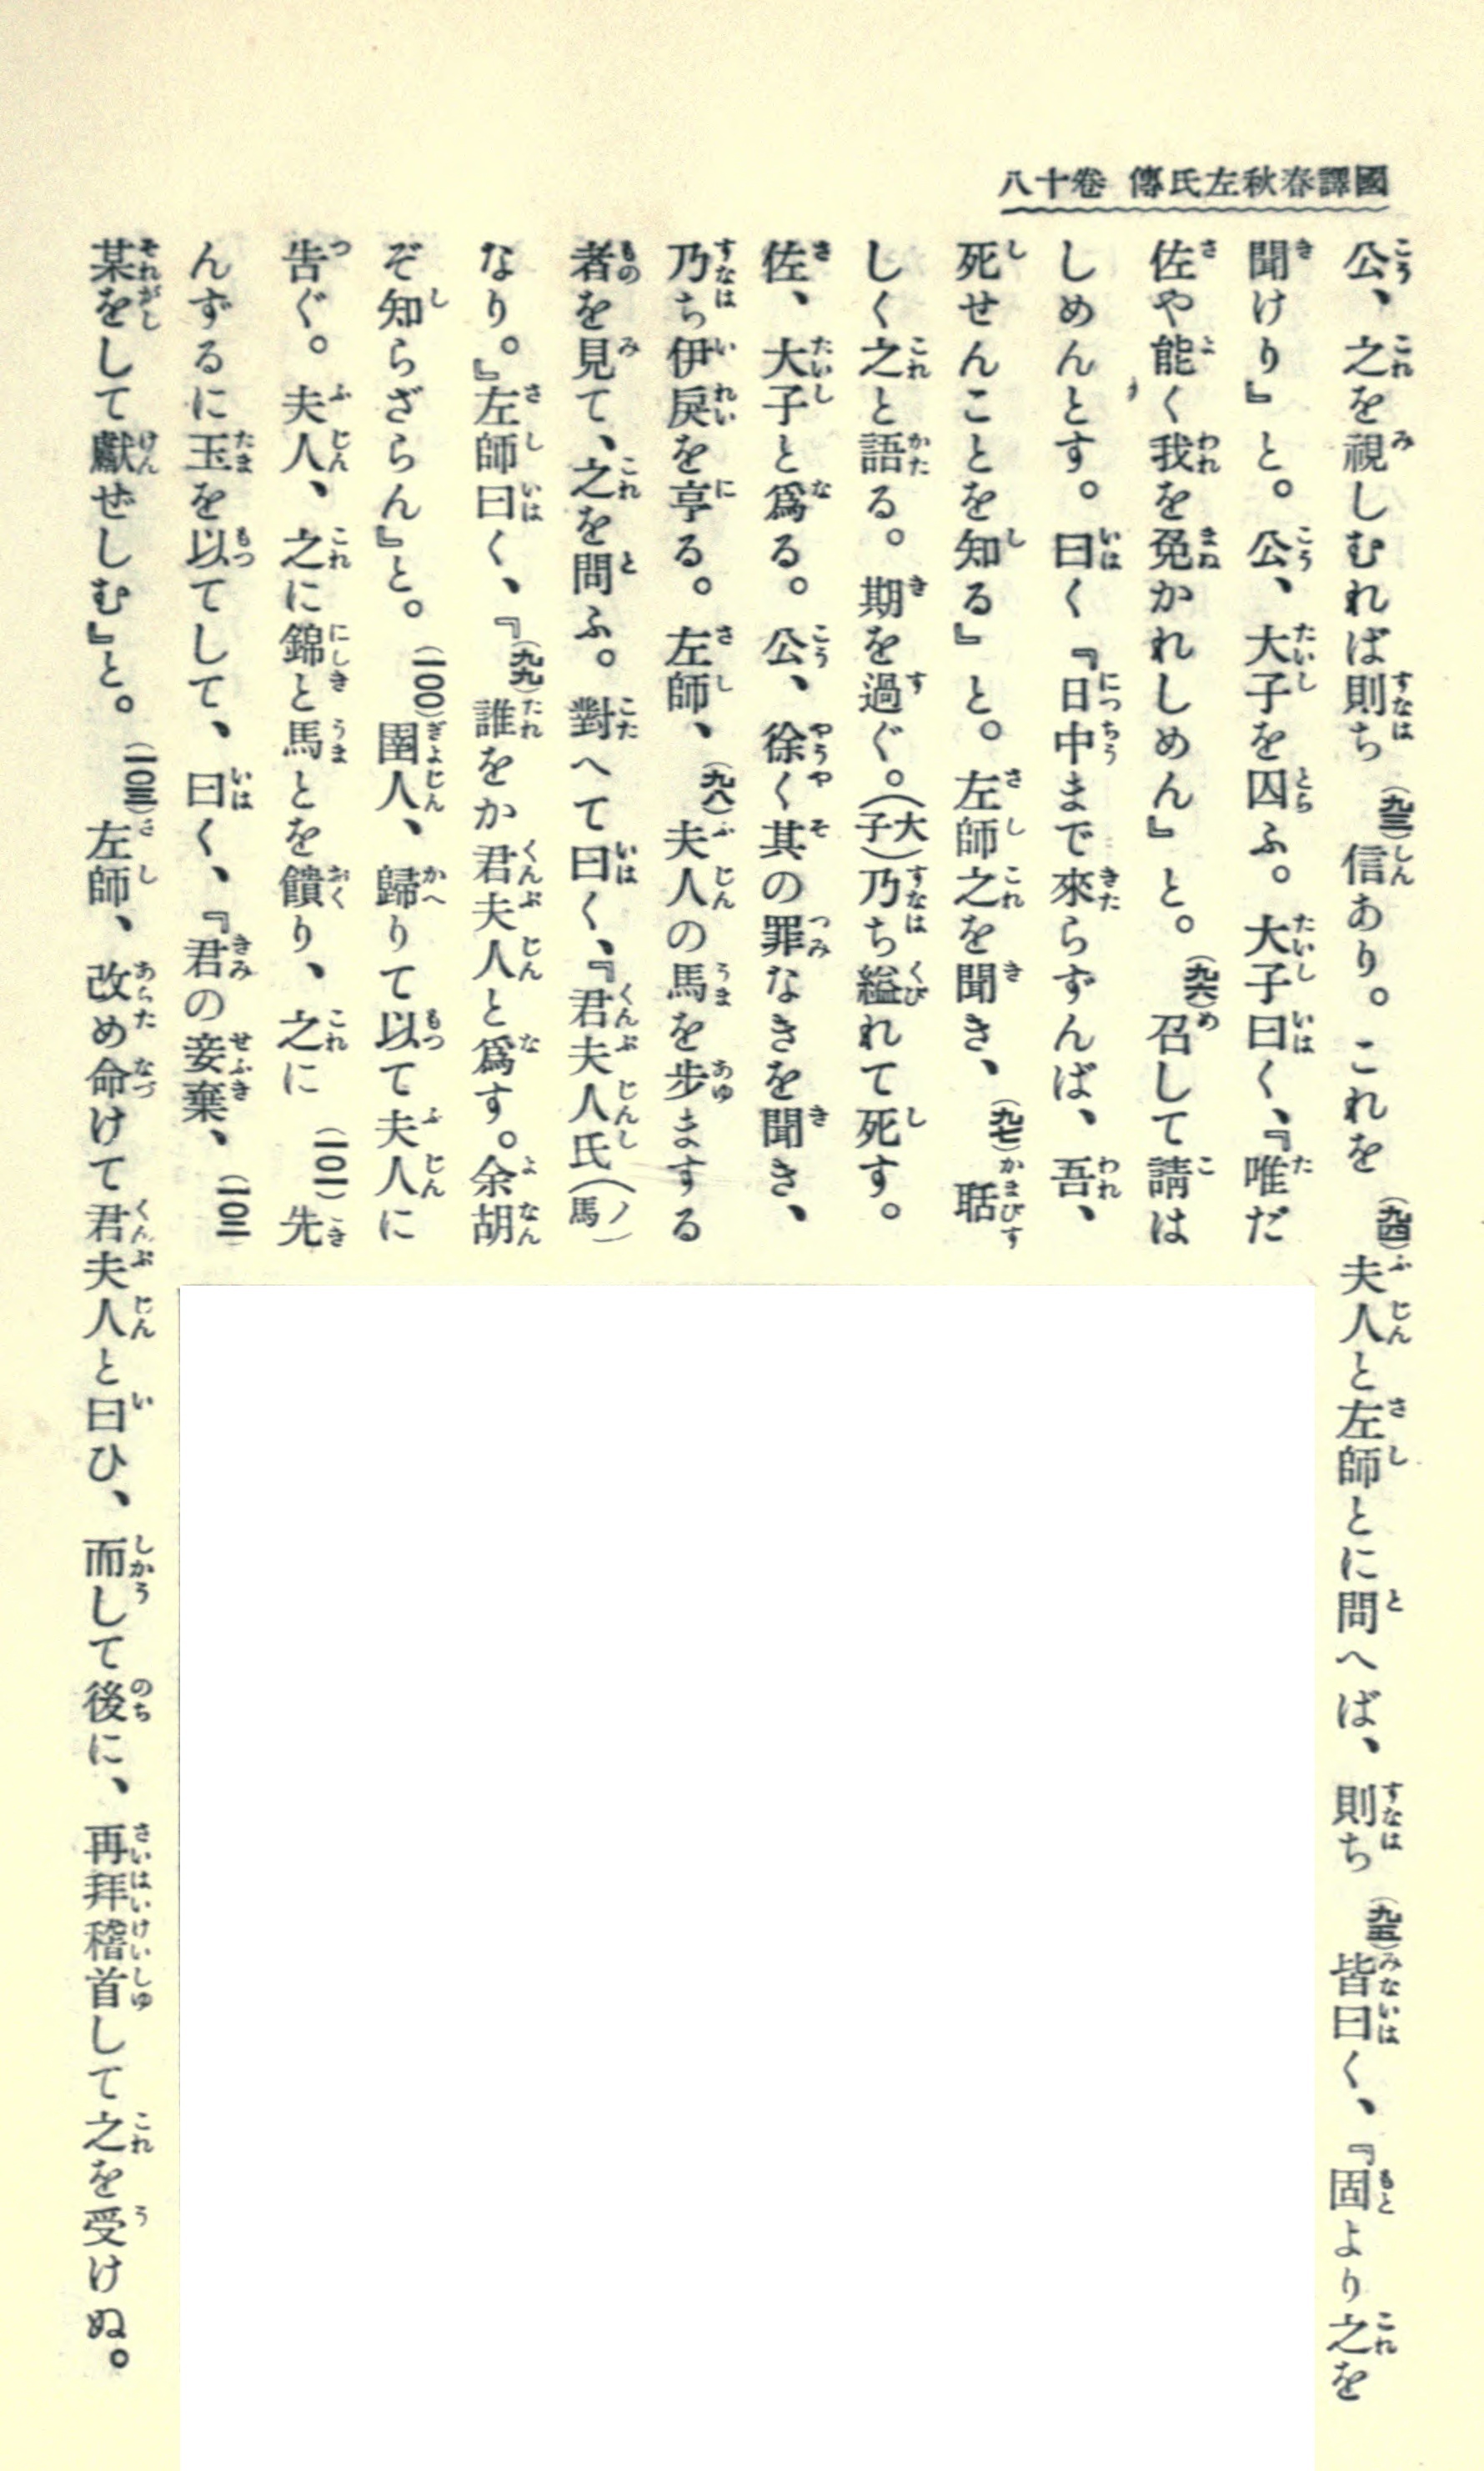 國譯春秋左氏傳 卷十八
公、之を視しむれば則ち(九三)信あり。これを(九四)夫人と左師とに問へば、則ち(九五)皆曰く、『固より之を
聞けり』と。公、大子を囚ふ。大子曰く、『唯だ
佐や能く我を免かれしめん』と。(九六)召して請は
しめんとす。曰く『日中まで來らずんば、吾、
死せんことを知る』と。左師之を聞き、(九七)聒
しく之と語る。期を過ぐ。(大子)乃ち縊れて死す。
佐、大子と爲る。公、徐く其の罪なきを聞き、
乃ち伊戾を亨る。左師、(九八)夫人の馬を步まする
者を見て、之を問ふ。對へて曰く、『君夫人氏(ノ馬)
なり。』左師曰く、『(九九)誰をか君夫人と爲す。余胡
ぞ知らざらん』と。(一〇〇)圉人、歸りて以て夫人に
吿ぐ。夫人、之に錦と馬とを饋り、之に(一〇一)先
んずるに玉を以てして、曰く、『君の妾棄、(一〇二)
某をして獻ぜしむ』と。(一〇三)左師、改め命けて君夫人と曰ひ、而して後に、再拜稽首して之を受けぬ。